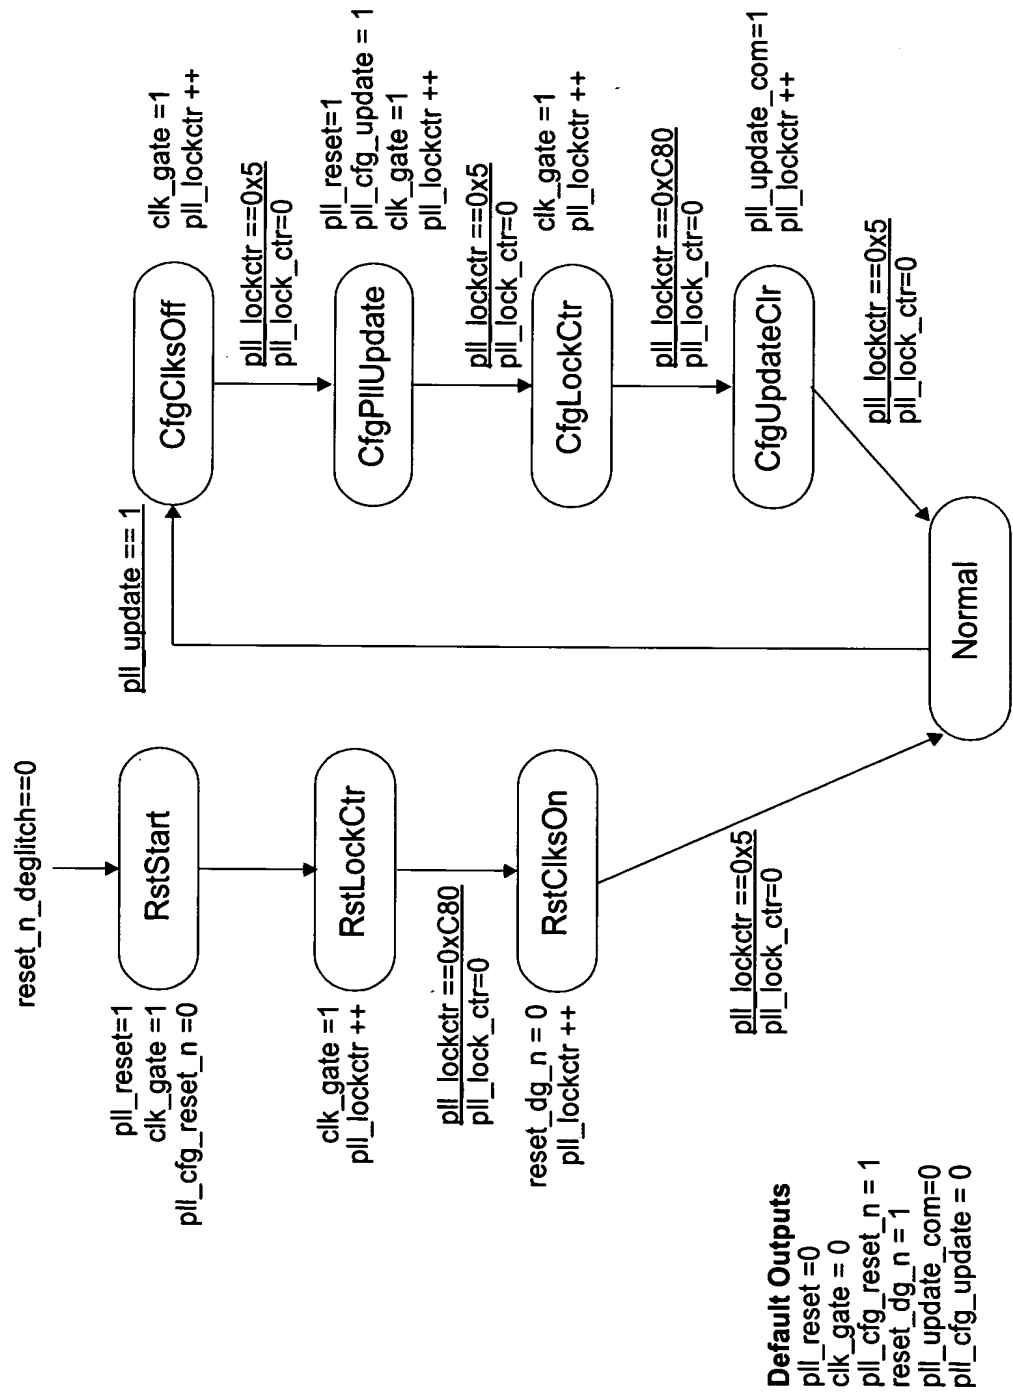 reset_n_deglitch==0
RstStart
pll_reset=1
clk_gate =1
pll_cfg_reset_n =0
RstLockCtr
clk_gate =1
pll_lockctr ++
pll_lockctr ==0xC80
pll_lock_ctr=0
RstClksOn
reset_dg_n = 0
pll_lockctr ++
pll_lockctr ==0x5
pll_lock_ctr=0
Normal
pll_update == 1
CfgClksOff
clk_gate =1
pll_lockctr ++
pll_lockctr ==0x5
pll_lock_ctr=0
CfgPllUpdate
pll_reset=1
pll_cfg_update = 1
clk_gate =1
pll_lockctr ++
pll_lockctr ==0x5
pll_lock_ctr=0
CfgLockCtr
clk_gate =1
pll_lockctr ++
pll_lockctr ==0xC80
pll_lock_ctr=0
CfgUpdateClr
pll_update_com=1
pll_lockctr ++
pll_lockctr ==0x5
pll_lock_ctr=0
Default Outputs
pll_reset =0
clk_gate = 0
pll_cfg_reset_n = 1
reset_dg_n = 1
pll_update_com=0
pll_cfg_update = 0